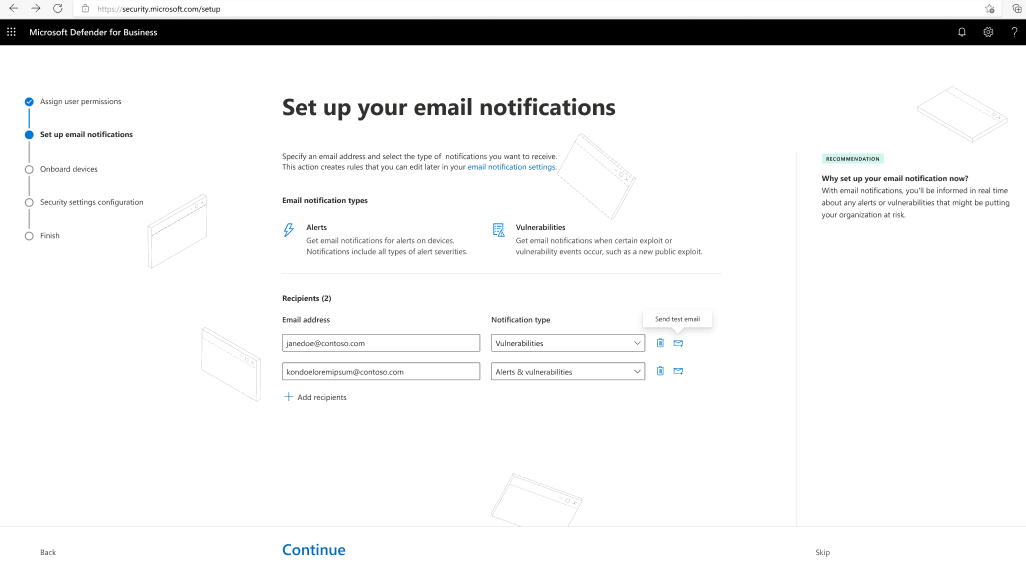 https://security.microsoft.com/setup
Microsoft Defender for Business
?
Assign user permissions
Set up email notifications
Onboard devices
Security settings configuration
Finish
Set up your email notifications
Specify an email address and select the type of notifications you want to receive.
This action creates rules that you can edit later in your email notification settings.
Email notification types
Alerts
Get email notifications for alerts on devices.
Notifications include all types of alert severities.
Vulnerabilities
Get email notifications when certain exploit or
vulnerability events occur, such as a new public exploit.
Recipients (2)
Email address
Notification type
Send test email
janedoe@contoso.com
Vulnerabilities
kondoeloremipsum@contoso.com
Alerts & vulnerabilities
Add recipients
RECOMMENDATION
Why set up your email notification now?
With email notifications, you'll be informed in real time
about any alerts or vulnerabilities that might be putting
your organization at risk.
Back
Continue
Skip